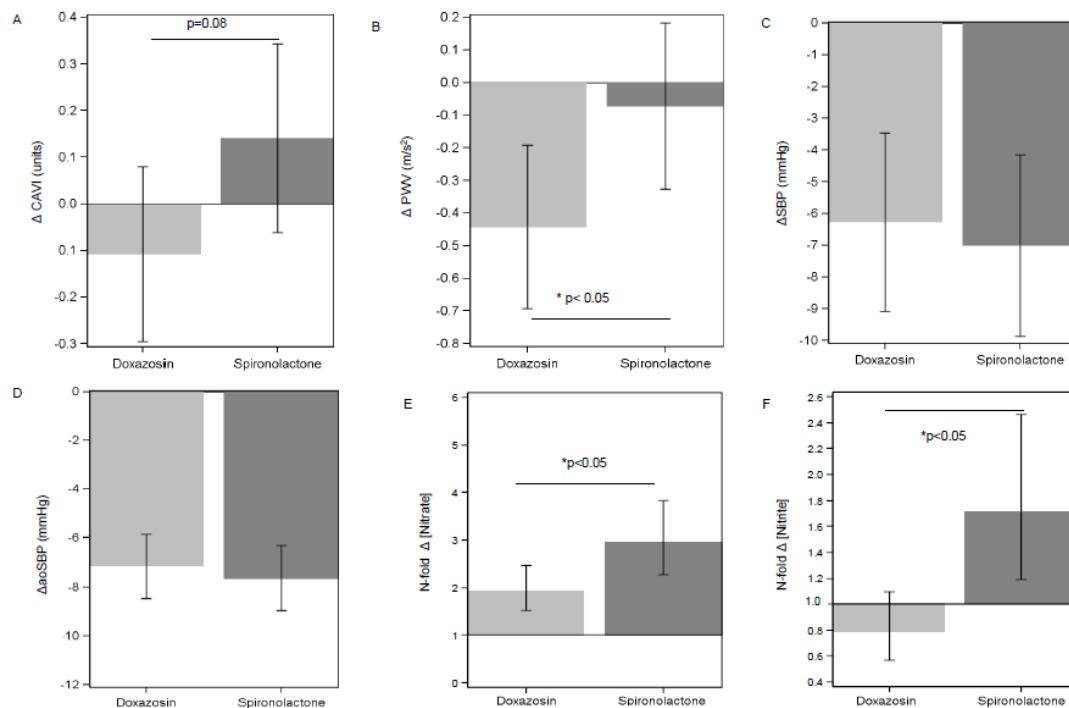 A
Δ CAVI (units)
0.4
0.3
0.2
0.1
0.0
0.1
-0.2
-0.3
p=0.08
Doxazosin
Spironolactone
B
Δ PWV (m/s²)
0.2
0.1
0.0
-0.1
-0.2
-0.3
-0.4
-0.5
-0.6
-0.7
-0.8
* p< 0.05
Doxazosin
Spironolactone
C
ΔSBP (mmHg)
0
-1
-2
-3
-4
-5
-6
-7
-8
-9
-10
Doxazosin
Spironolactone
D
ΔaoSBP (mmHg)
0
-2
-4
-6
-8
-10
-12
Doxazosin
Spironolactone
E
N-fold Δ [Nitrate]
6
5
4
3
2
1
0
*p<0.05
Doxazosin
Spironolactone
F
N-fold Δ [Nitrite]
2.6
2.4
2.2
2.0
1.8
1.6
1.4
1.2
1.0
0.8
0.6
0.4
*p<0.05
Doxazosin
Spironolactone